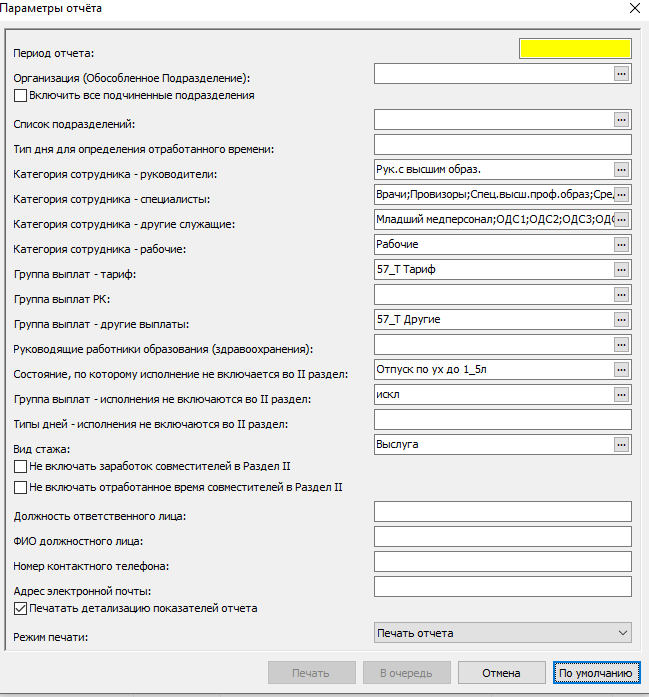 Параметры отчёта
Период отчета:
Организация (Обособленное Подразделение):
Включить все подчиненные подразделения
Список подразделений:
Тип дня для определения отработанного времени:
Категория сотрудника - руководители: Рук.с высшим образ.
Категория сотрудника - специалисты: Врачи;Провизоры;Спец.высш.проф.образ;Сред
Категория сотрудника - другие служащие: Младший медперсонал;ОДС1;ОДС2;ОДС3;ОДС
Категория сотрудника - рабочие: Рабочие
Группа выплат - тариф: 57_Т Тариф
Группа выплат РК:
Группа выплат - другие выплаты: 57_Т Другие
Руководящие работники образования (здравоохранения):
Состояние, по которому исполнение не включается во II раздел: Отпуск по ух до 1_5л
Группа выплат - исполнения не включаются во II раздел: искл
Типы дней - исполнения не включаются во II раздел:
Вид стажа: Выслуга
Не включать заработок совместителей в Раздел II
Не включать отработанное время совместителей в Раздел II
Должность ответственного лица:
ФИО должностного лица:
Номер контактного телефона:
Адрес электронной почты:
Печатать детализацию показателей отчета
Режим печати: Печать отчета
Печать В очередь Отмена По умолчанию